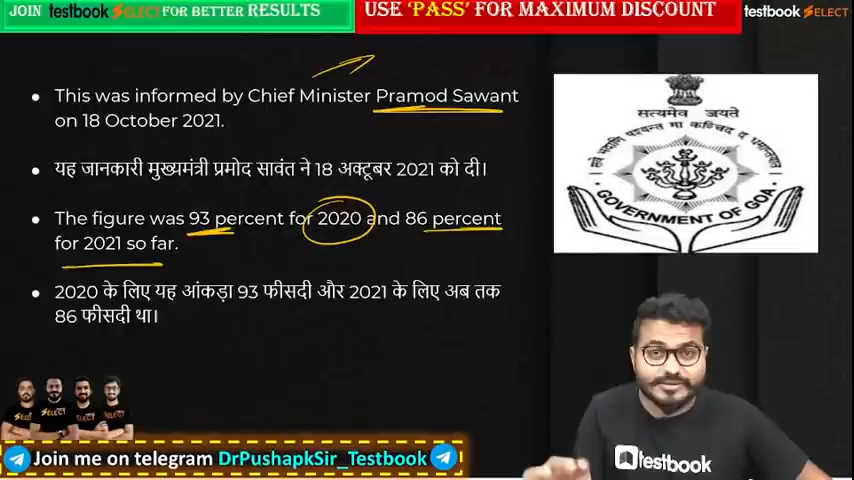 JOIN testbook SELECT FOR BETTER RESULTS
USE 'PASS' FOR MAXIMUM DISCOUNT
testbook SELECT
This was informed by Chief Minister Pramod Sawant
on 18 October 2021.
यह जानकारी मुख्यमंत्री प्रमोद सावंत ने 18 अक्टूबर 2021 को दी।
The figure was 93 percent for 2020 and 86 percent
for 2021 so far.
2020 के लिए यह आंकड़ा 93 फीसदी और 2021 के लिए अब तक
86 फीसदी था।
सत्यमेव जयते
GOVERNMENT OF GOA
testbook
SELECT
Join me on telegram DrPushapkSir_Testbook